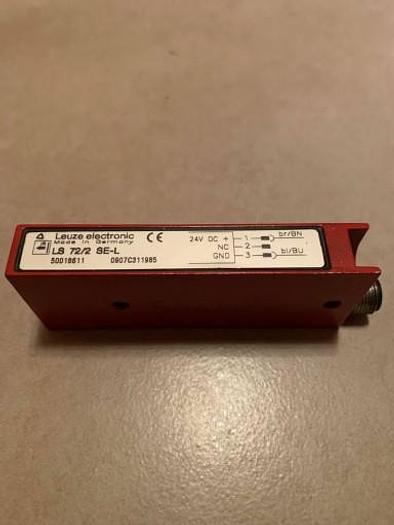 Leuze electronic
Made in Germany
CE
LS 72/2 SE-L
50018611 0907C311985
24V DC + 1 br/BN
NC 2
GND 3 bl/BU